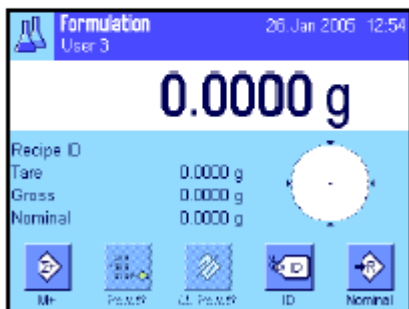 Formulation
26.Jan 2005 12:54
User 3
0.0000 g
Recipe ID
Tare 0.0000 g
Gross 0.0000 g
Nominal 0.0000 g
M+
ID
Nominal